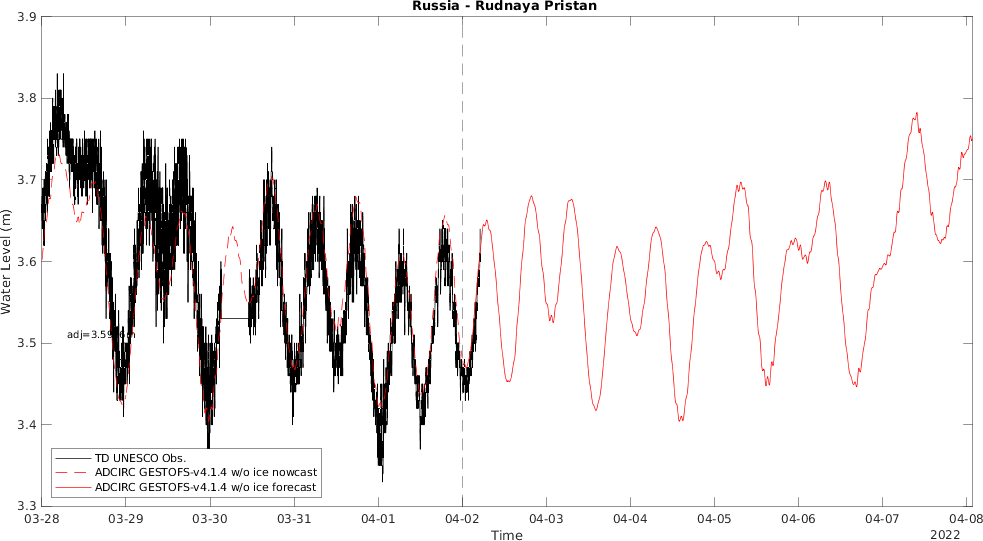 Russia - Rudnaya Pristan
3.9
3.8
3.7
3.6
3.5
3.4
3.3
Water Level (m)
TD UNESCO Obs.
ADCIRC GESTOFS-v4.1.4 w/o ice nowcast
ADCIRC GESTOFS-v4.1.4 w/o ice forecast
03-28 03-29 03-30 03-31 04-01 04-02 04-03 04-04 04-05 04-06 04-07 04-08
Time
2022